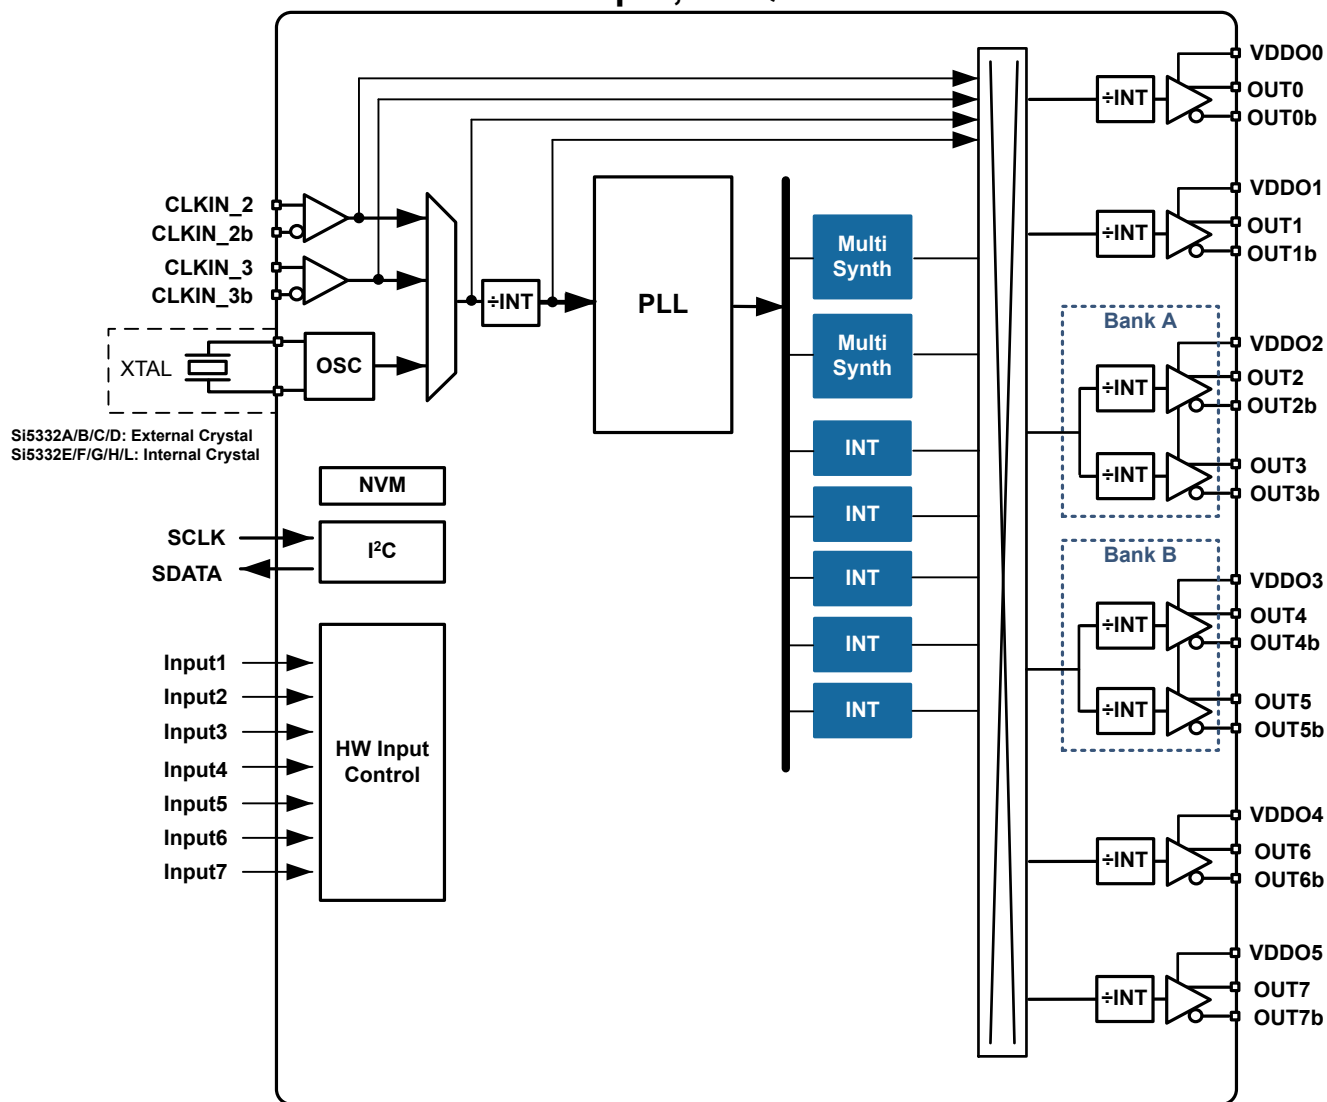 VDDO0
OUT0
÷INT
OUT0b
CLKIN_2
CLKIN_2b
CLKIN_3
CLKIN_3b
XTAL
OSC
÷INT
PLL
Si5332A/B/C/D: External Crystal
Si5332E/F/G/H/L: Internal Crystal
NVM
SCLK
SDATA
I²C
Input1
Input2
Input3
Input4
Input5
Input6
Input7
HW Input
Control
Multi
Synth
Multi
Synth
INT
INT
INT
INT
INT
VDDO1
OUT1
÷INT
OUT1b
Bank A
VDDO2
OUT2
÷INT
OUT2b
OUT3
÷INT
OUT3b
Bank B
VDDO3
OUT4
÷INT
OUT4b
OUT5
÷INT
OUT5b
VDDO4
OUT6
÷INT
OUT6b
VDDO5
OUT7
÷INT
OUT7b